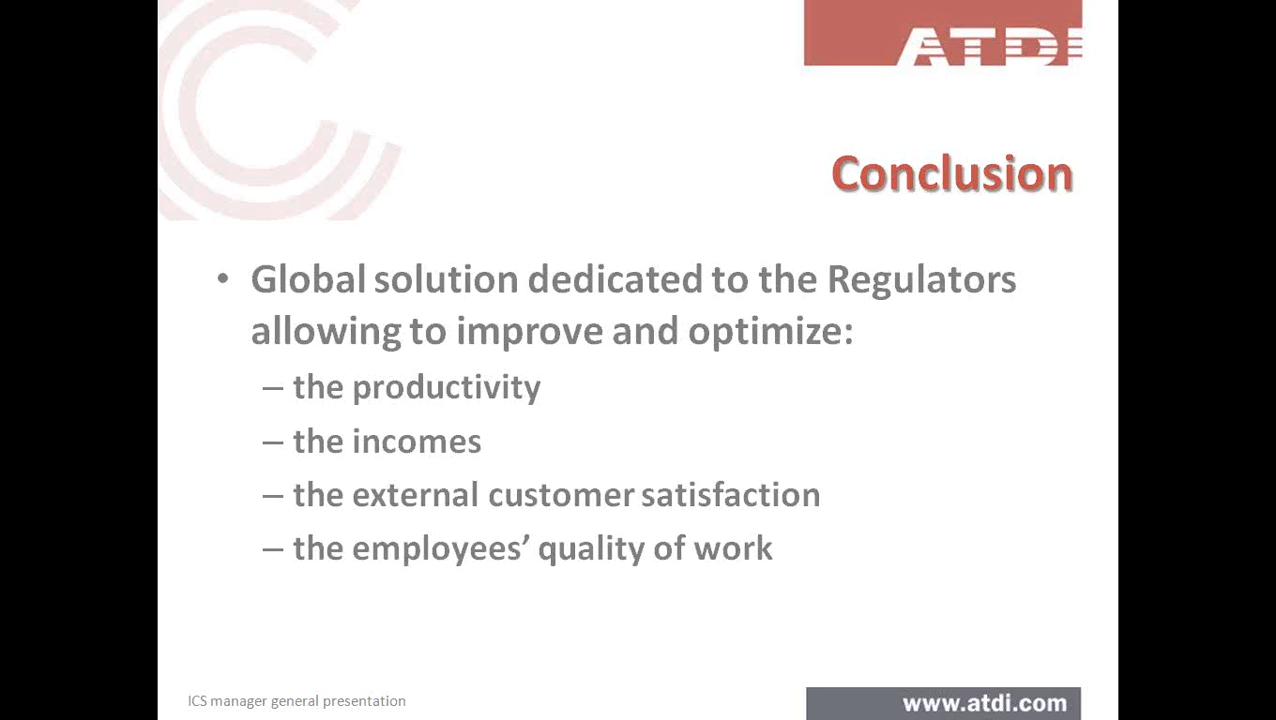 ATDI
Conclusion
• Global solution dedicated to the Regulators
allowing to improve and optimize:
– the productivity
– the incomes
– the external customer satisfaction
– the employees’ quality of work
ICS manager general presentation
www.atdi.com